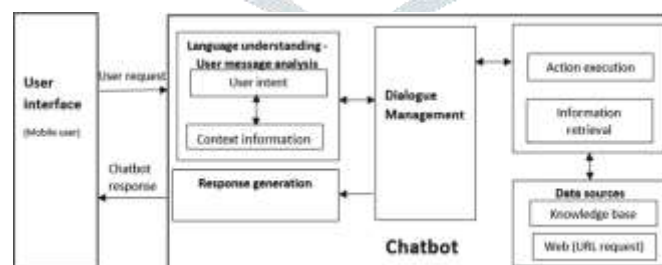 User
interface
(Mobile user)
User request
Chatbot
response
Language understanding -
User message analysis
User intent
Context information
Response generation
Dialogue
Management
Action execution
Information
retrieval
Data sources
Knowledge base
Web (URL request)
Chatbot